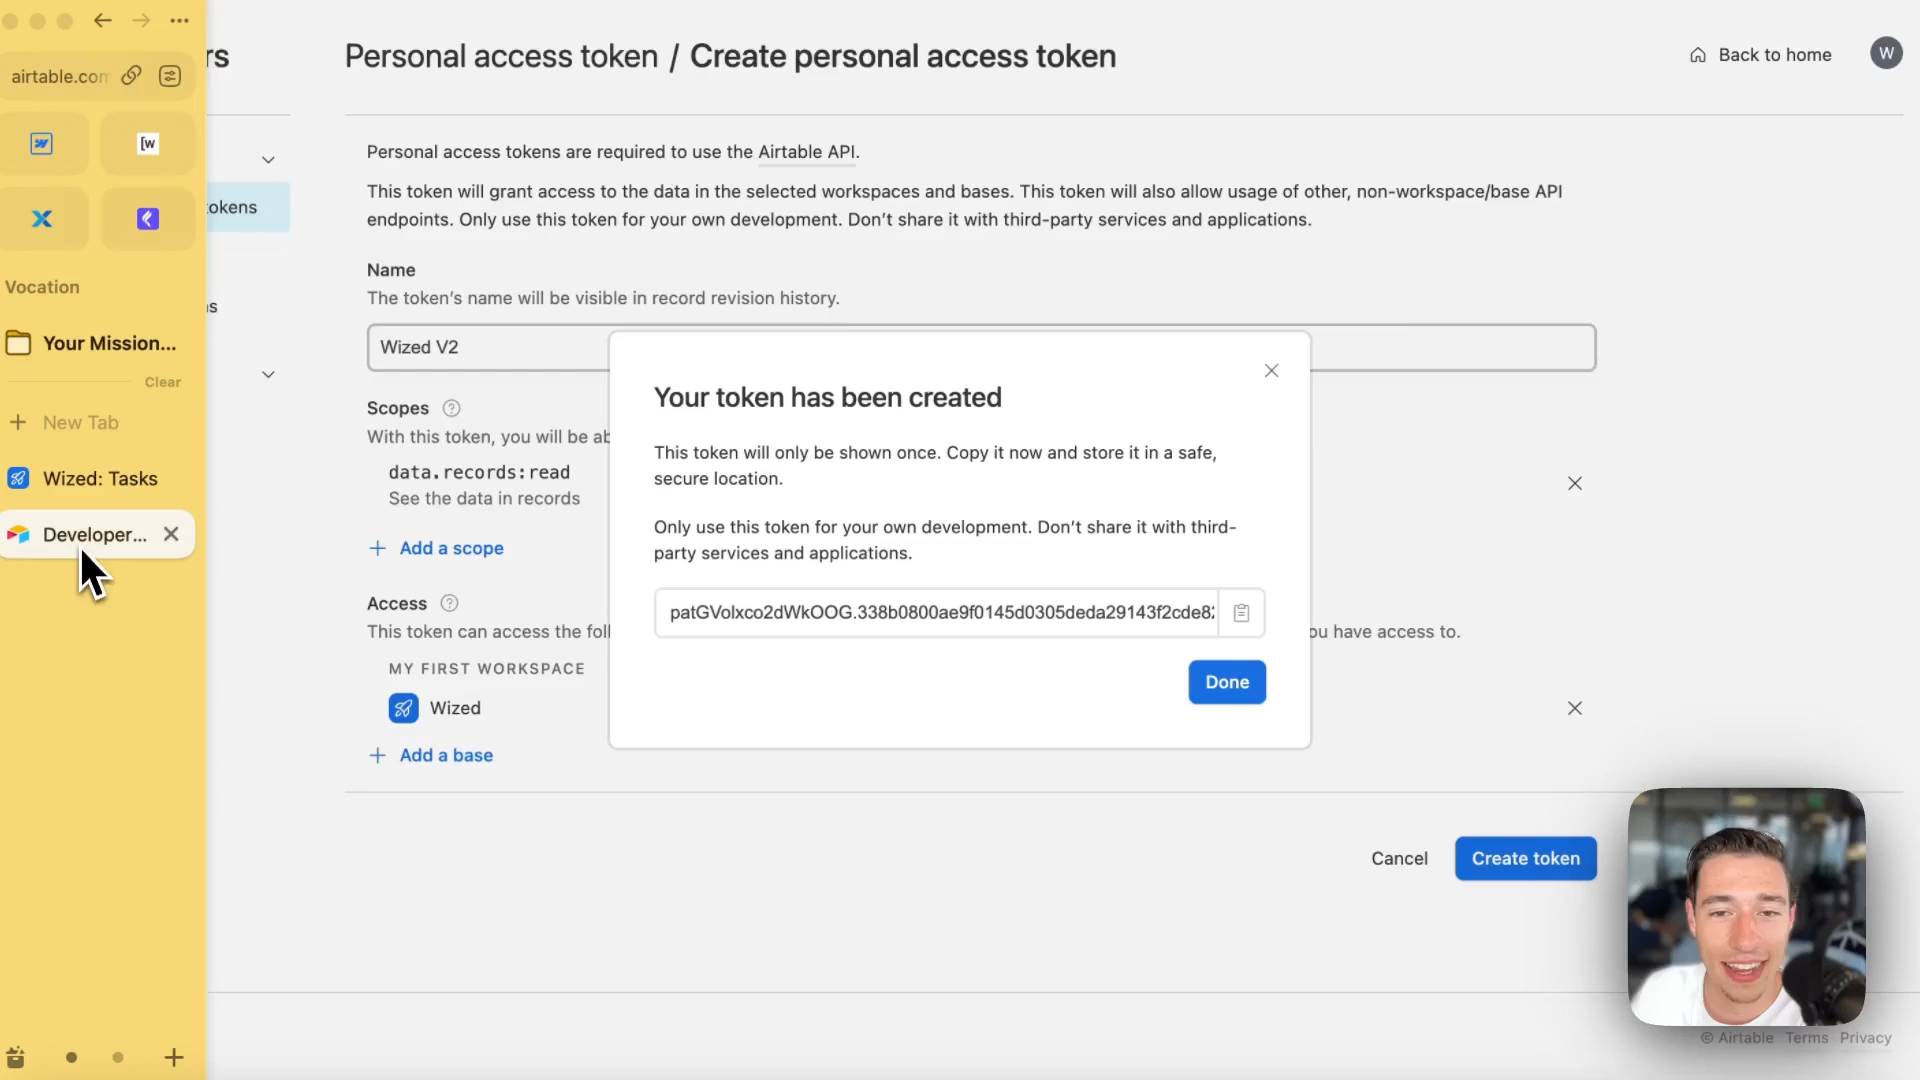 airtable.com
Vocation
Your Mission...
Clear
New Tab
Wized: Tasks
Developer...
rs
okens
Personal access token / Create personal access token
Back to home
W
Personal access tokens are required to use the Airtable API.
This token will grant access to the data in the selected workspaces and bases. This token will also allow usage of other, non-workspace/base API
endpoints. Only use this token for your own development. Don’t share it with third-party services and applications.
Name
The token’s name will be visible in record revision history.
Wized V2
Scopes
With this token, you will be ab
data.records:read
See the data in records
Add a scope
Access
This token can access the foll
ou have access to.
MY FIRST WORKSPACE
Wized
Add a base
Your token has been created
This token will only be shown once. Copy it now and store it in a safe,
secure location.
Only use this token for your own development. Don’t share it with third-
party services and applications.
patGVolxco2dWkOOG.338b0800ae9f0145d0305deda29143f2cde8
Done
Cancel
Create token
© Airtable Terms Privacy